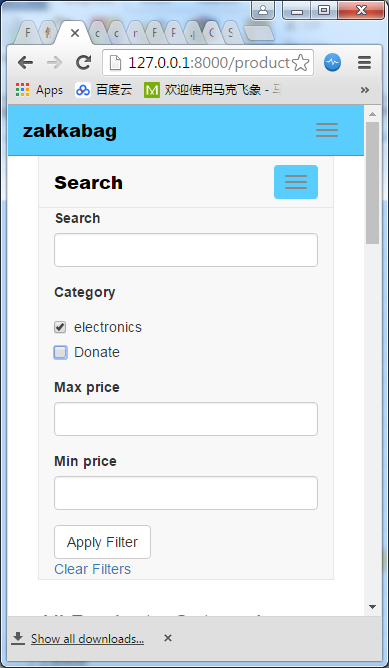 127.0.0.1:8000/product
Apps 百度云 欢迎使用马克飞象 -
zakkabag
Search
Search
Category
electronics
Donate
Max price
Min price
Apply Filter
Clear Filters
Show all downloads...